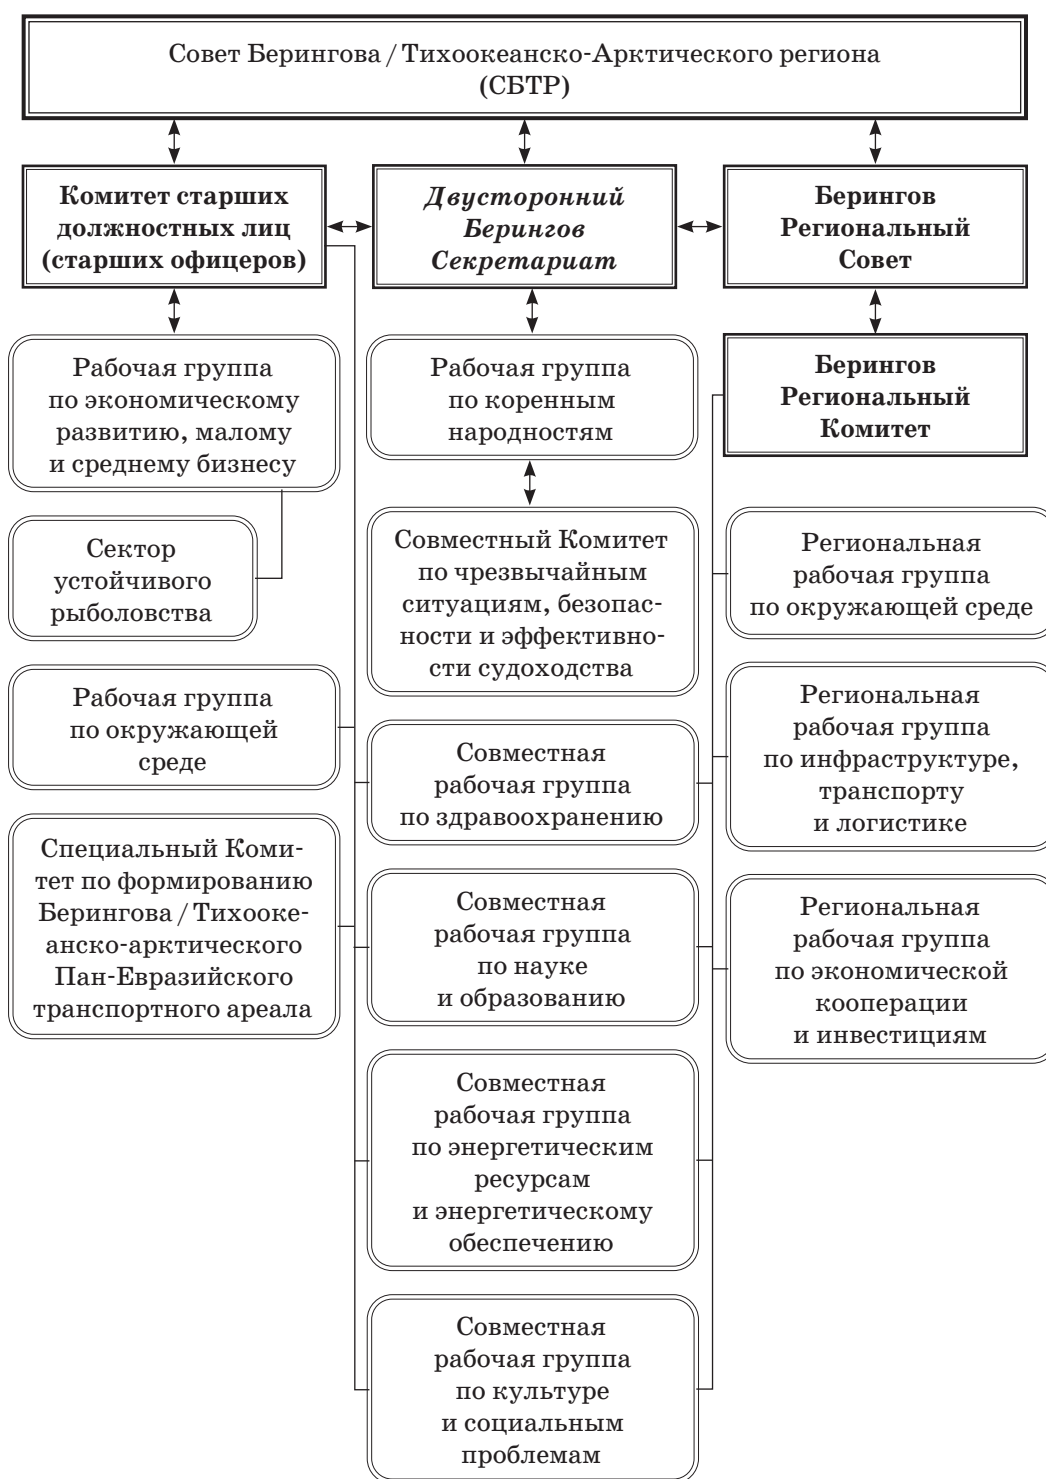 Совет Берингова / Тихоокеанско-Арктического региона
(СБТР)
Комитет старших
должностных лиц
(старших офицеров)
Двусторонний
Берингов
Секретариат
Берингов
Региональный
Совет
Рабочая группа
по экономическому
развитию, малому
и среднему бизнесу
Рабочая группа
по коренным
народностям
Берингов
Региональный
Комитет
Сектор
устойчивого
рыболовства
Совместный Комитет
по чрезвычайным
ситуациям, безопас-
ности и эффективно-
сти судоходства
Региональная
рабочая группа
по окружающей среде
Рабочая группа
по окружающей
среде
Совместная
рабочая группа
по здравоохранению
Региональная
рабочая группа
по инфраструктуре,
транспорту
и логистике
Специальный Коми-
тет по формированию
Берингова / Тихооке-
анско-арктического
Пан-Евразийского
транспортного ареала
Совместная
рабочая группа
по науке
и образованию
Региональная
рабочая группа
по экономической
кооперации
и инвестициям
Совместная
рабочая группа
по энергетическим
ресурсам
и энергетическому
обеспечению
Совместная
рабочая группа
по культуре
и социальным
проблемам